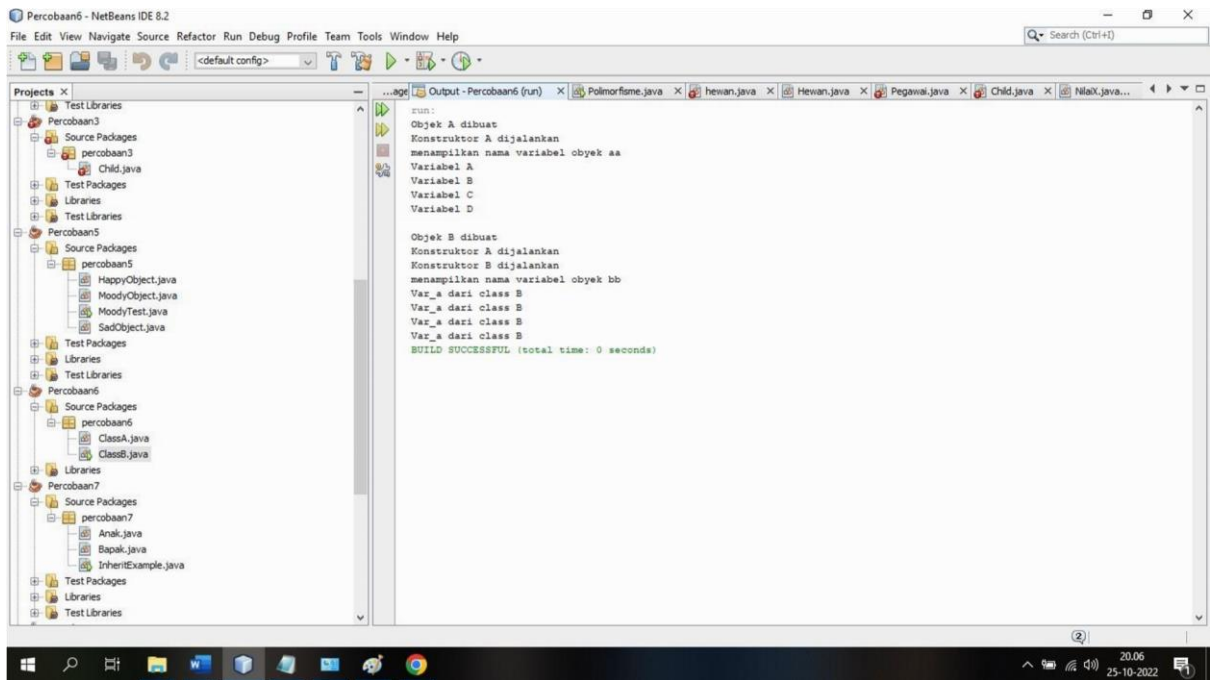 Percobaan6 - NetBeans IDE 8.2
File Edit View Navigate Source Refactor Run Debug Profile Team Tools Window Help
Search (Ctrl+I)
<default config>
Projects
Test Libraries
Percobaan3
Source Packages
percobaan3
Child.java
Test Packages
Libraries
Test Libraries
Percobaan5
Source Packages
percobaan5
HappyObject.java
MoodyObject.java
MoodyTest.java
SadObject.java
Test Packages
Libraries
Test Libraries
Percobaan6
Source Packages
percobaan6
ClassA.java
ClassB.java
Libraries
Percobaan7
Source Packages
percobaan7
Anak.java
Bapak.java
InheritExample.java
Test Packages
Libraries
Test Libraries
...age Output - Percobaan6 (run) Polimorfisme.java hewan.java Hewan.java Pegawai.java Child.java NilaiX.java...
run:
Objek A dibuat
Konstruktor A dijalankan
menampilkan nama variabel obyek aa
Variabel A
Variabel B
Variabel C
Variabel D
Objek B dibuat
Konstruktor A dijalankan
Konstruktor B dijalankan
menampilkan nama variabel obyek bb
Var_a dari class B
Var_a dari class B
Var_a dari class B
Var_a dari class B
BUILD SUCCESSFUL (total time: 0 seconds)
2
20.06
25-10-2022